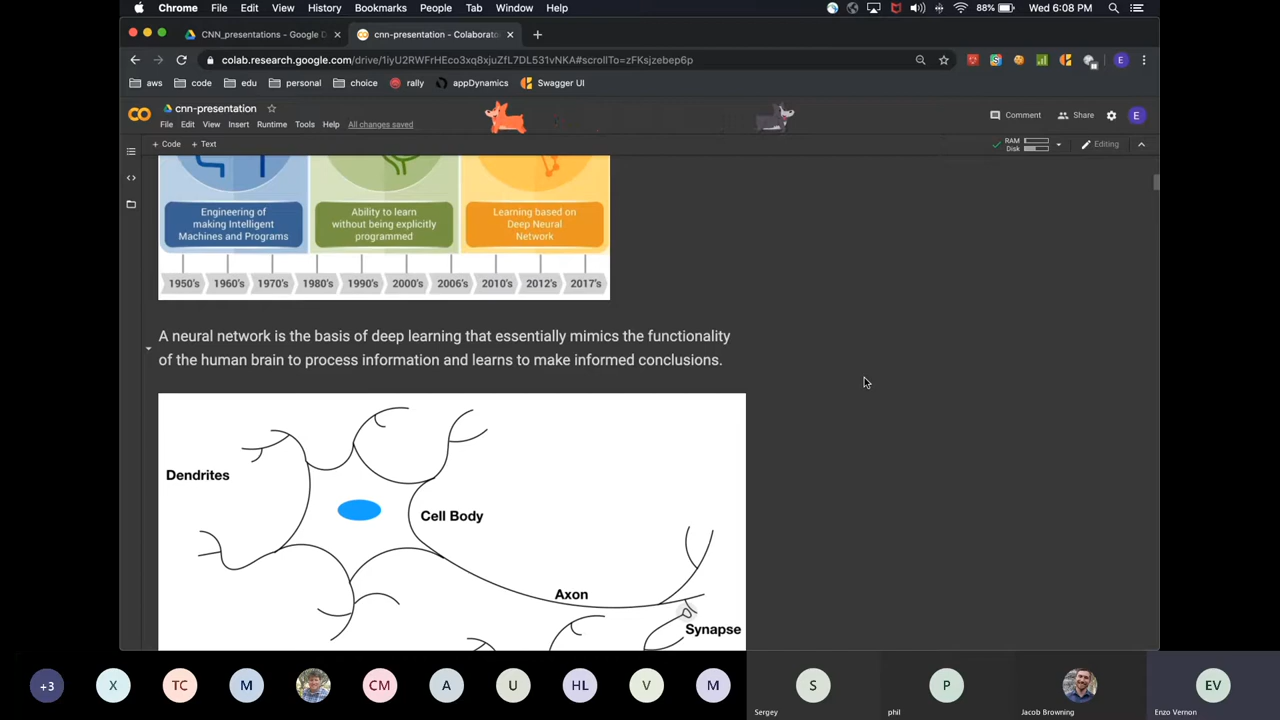 Chrome File Edit View History Bookmarks People Tab Window Help 88% Wed 6:08 PM
CNN_presentations - Google D cnn-presentation - Colaborato
colab.research.google.com/drive/1iyU2RWFrHEco3xq8xjuZfL7DL531vNKA#scrollTo=zFKsjzebep6p
aws code edu personal choice rally appDynamics Swagger UI
cnn-presentation
File Edit View Insert Runtime Tools Help All changes saved
Comment Share E
+ Code + Text
RAM
Disk
Editing
Engineering of
making Intelligent
Machines and Programs
Ability to learn
without being explicitly
programmed
Learning based on
Deep Neural
Network
1950's 1960's 1970's 1980's 1990's 2000's 2006's 2010's 2012's 2017's
A neural network is the basis of deep learning that essentially mimics the functionality
of the human brain to process information and learns to make informed conclusions.
Dendrites
Cell Body
Axon
Synapse
+3 X TC M CM A U HL V M S P EV
Sergey phil Jacob Browning Enzo Vernon